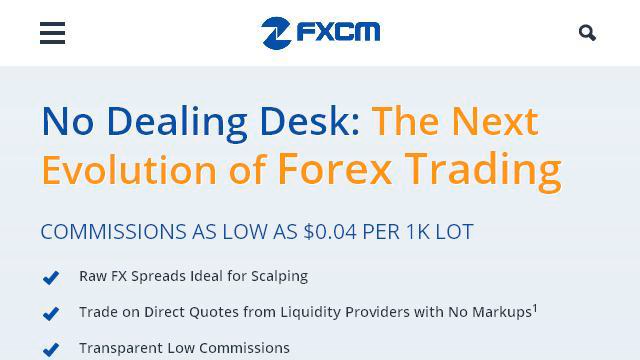 FXCM
No Dealing Desk: The Next
Evolution of Forex Trading
COMMISSIONS AS LOW AS $0.04 PER 1K LOT
Raw FX Spreads Ideal for Scalping
Trade on Direct Quotes from Liquidity Providers with No Markups¹
Transparent Low Commissions